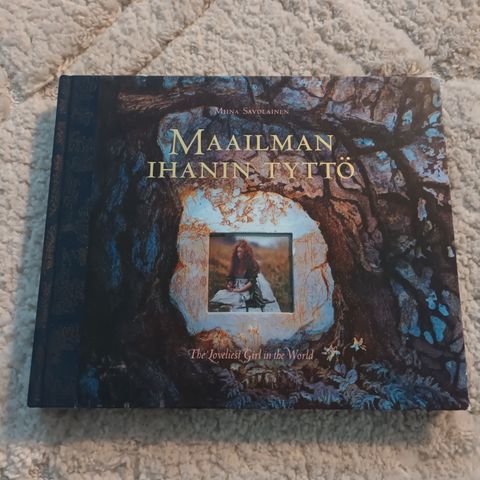 Miina Savolainen
Maailman
ihanin tyttö
The Loveliest Girl in the World